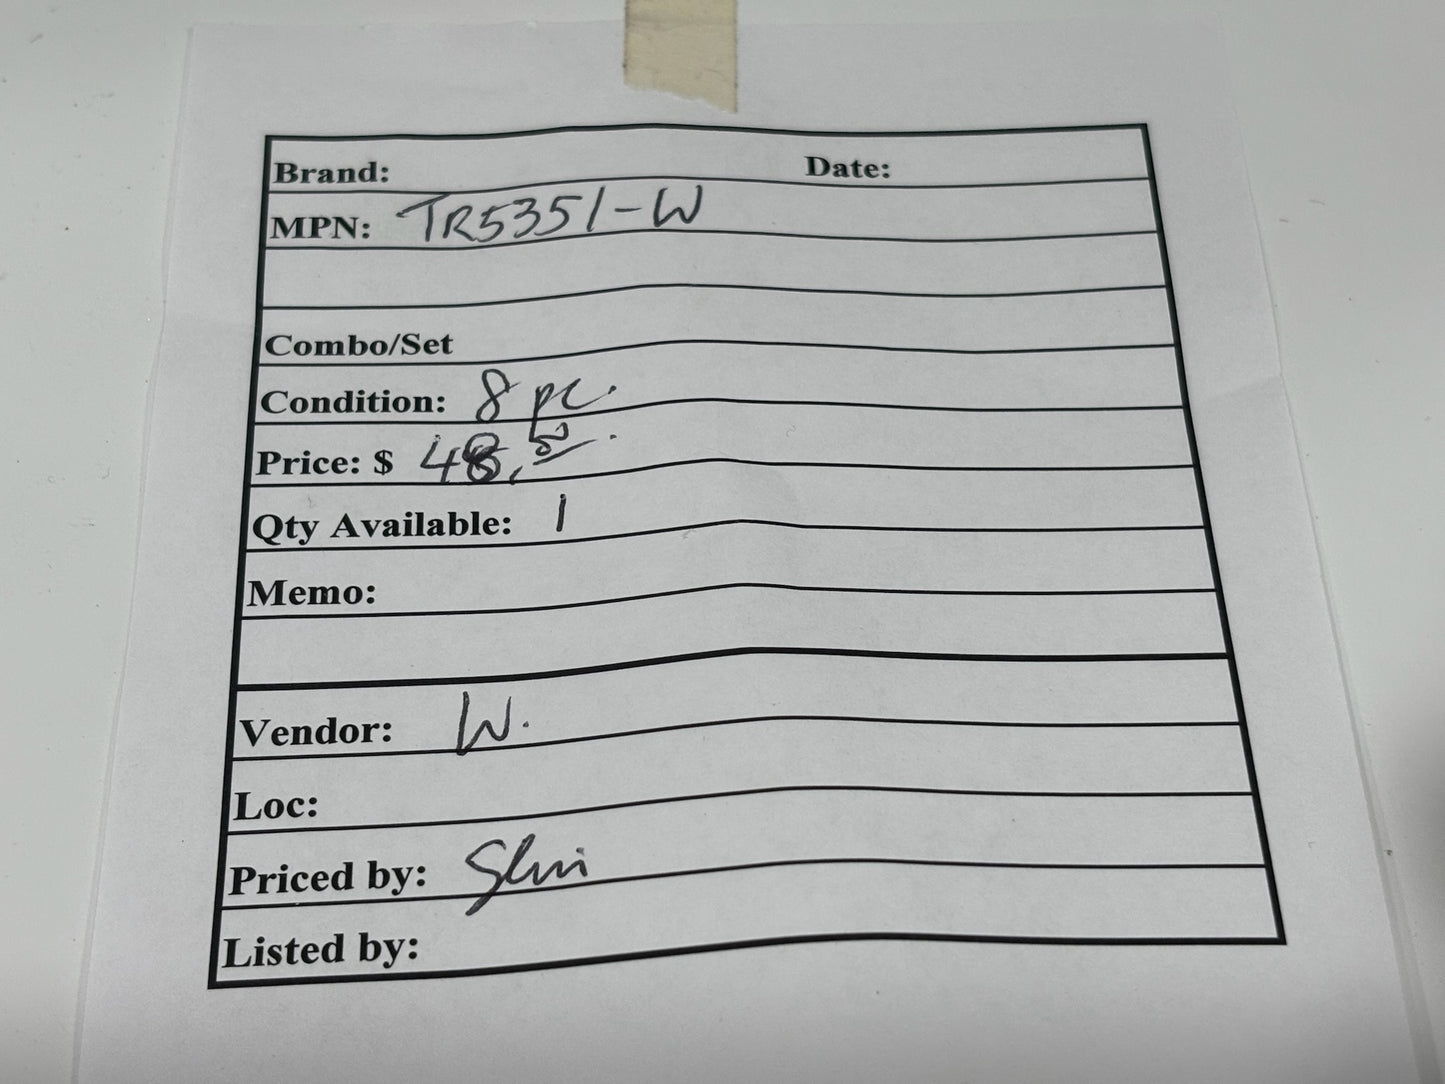 Brand: Date:
MPN: TR5351-W
Combo/Set
Condition: 8 pc.
Price: $ 48.50
Qty Available: 1
Memo:
Vendor: W.
Loc:
Priced by:
Listed by: